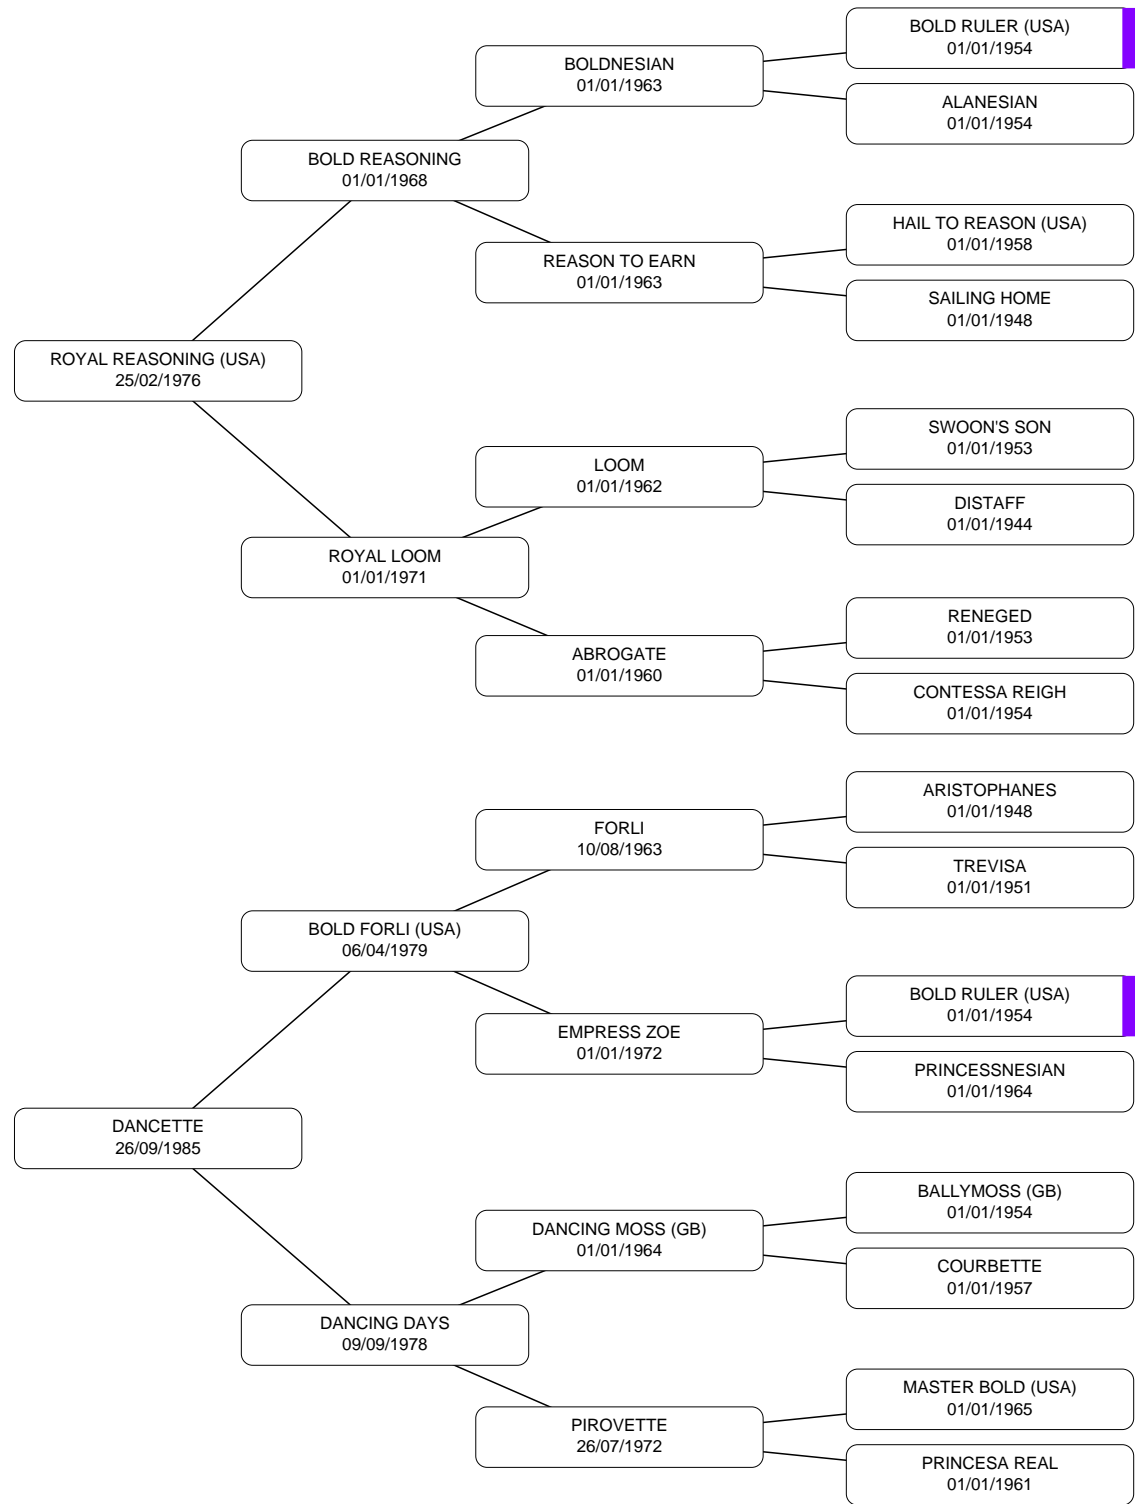 BOLD RULER (USA)
01/01/1954
BOLDNESIAN
01/01/1963
ALANESIAN
01/01/1954
BOLD REASONING
01/01/1968
HAIL TO REASON (USA)
01/01/1958
REASON TO EARN
01/01/1963
SAILING HOME
01/01/1948
ROYAL REASONING (USA)
25/02/1976
SWOON'S SON
01/01/1953
LOOM
01/01/1962
DISTAFF
01/01/1944
ROYAL LOOM
01/01/1971
RENEGED
01/01/1953
ABROGATE
01/01/1960
CONTESSA REIGH
01/01/1954
ARISTOPHANES
01/01/1948
FORLI
10/08/1963
TREVISA
01/01/1951
BOLD FORLI (USA)
06/04/1979
BOLD RULER (USA)
01/01/1954
EMPRESS ZOE
01/01/1972
PRINCESSNESIAN
01/01/1964
DANCETTE
26/09/1985
BALLYMOSS (GB)
01/01/1954
DANCING MOSS (GB)
01/01/1964
COURBETTE
01/01/1957
DANCING DAYS
09/09/1978
MASTER BOLD (USA)
01/01/1965
PIROVETTE
26/07/1972
PRINCESA REAL
01/01/1961